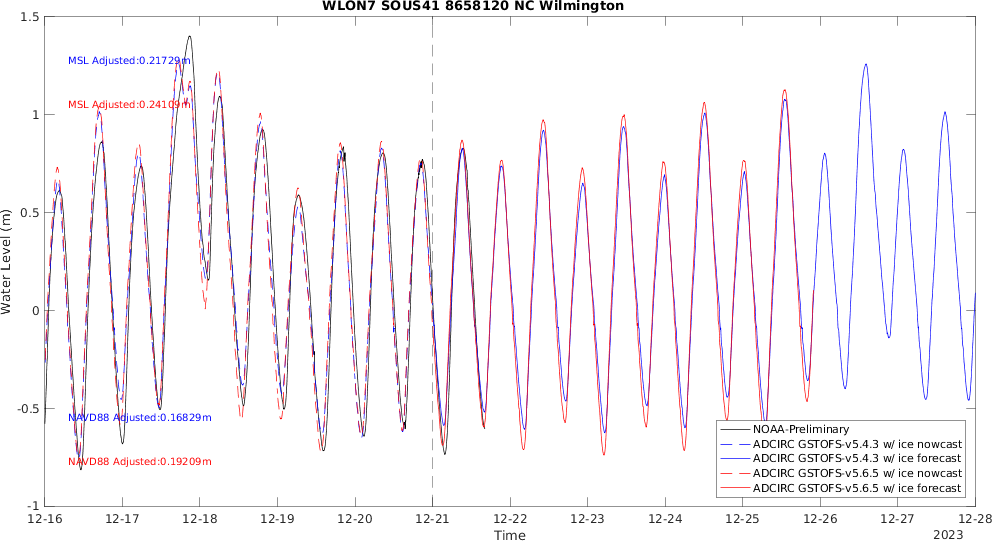 WLON7 SOUS41 8658120 NC Wilmington
1.5
1
0.5
0
-0.5
-1
Water Level (m)
MSL Adjusted:0.21729m
MSL Adjusted:0.24109m
NAVD88 Adjusted:0.16829m
NAVD88 Adjusted:0.19209m
NOAA-Preliminary
ADCIRC GSTOFS-v5.4.3 w/ ice nowcast
ADCIRC GSTOFS-v5.4.3 w/ ice forecast
ADCIRC GSTOFS-v5.6.5 w/ ice nowcast
ADCIRC GSTOFS-v5.6.5 w/ ice forecast
12-16 12-17 12-18 12-19 12-20 12-21 12-22 12-23 12-24 12-25 12-26 12-27 12-28
Time
2023